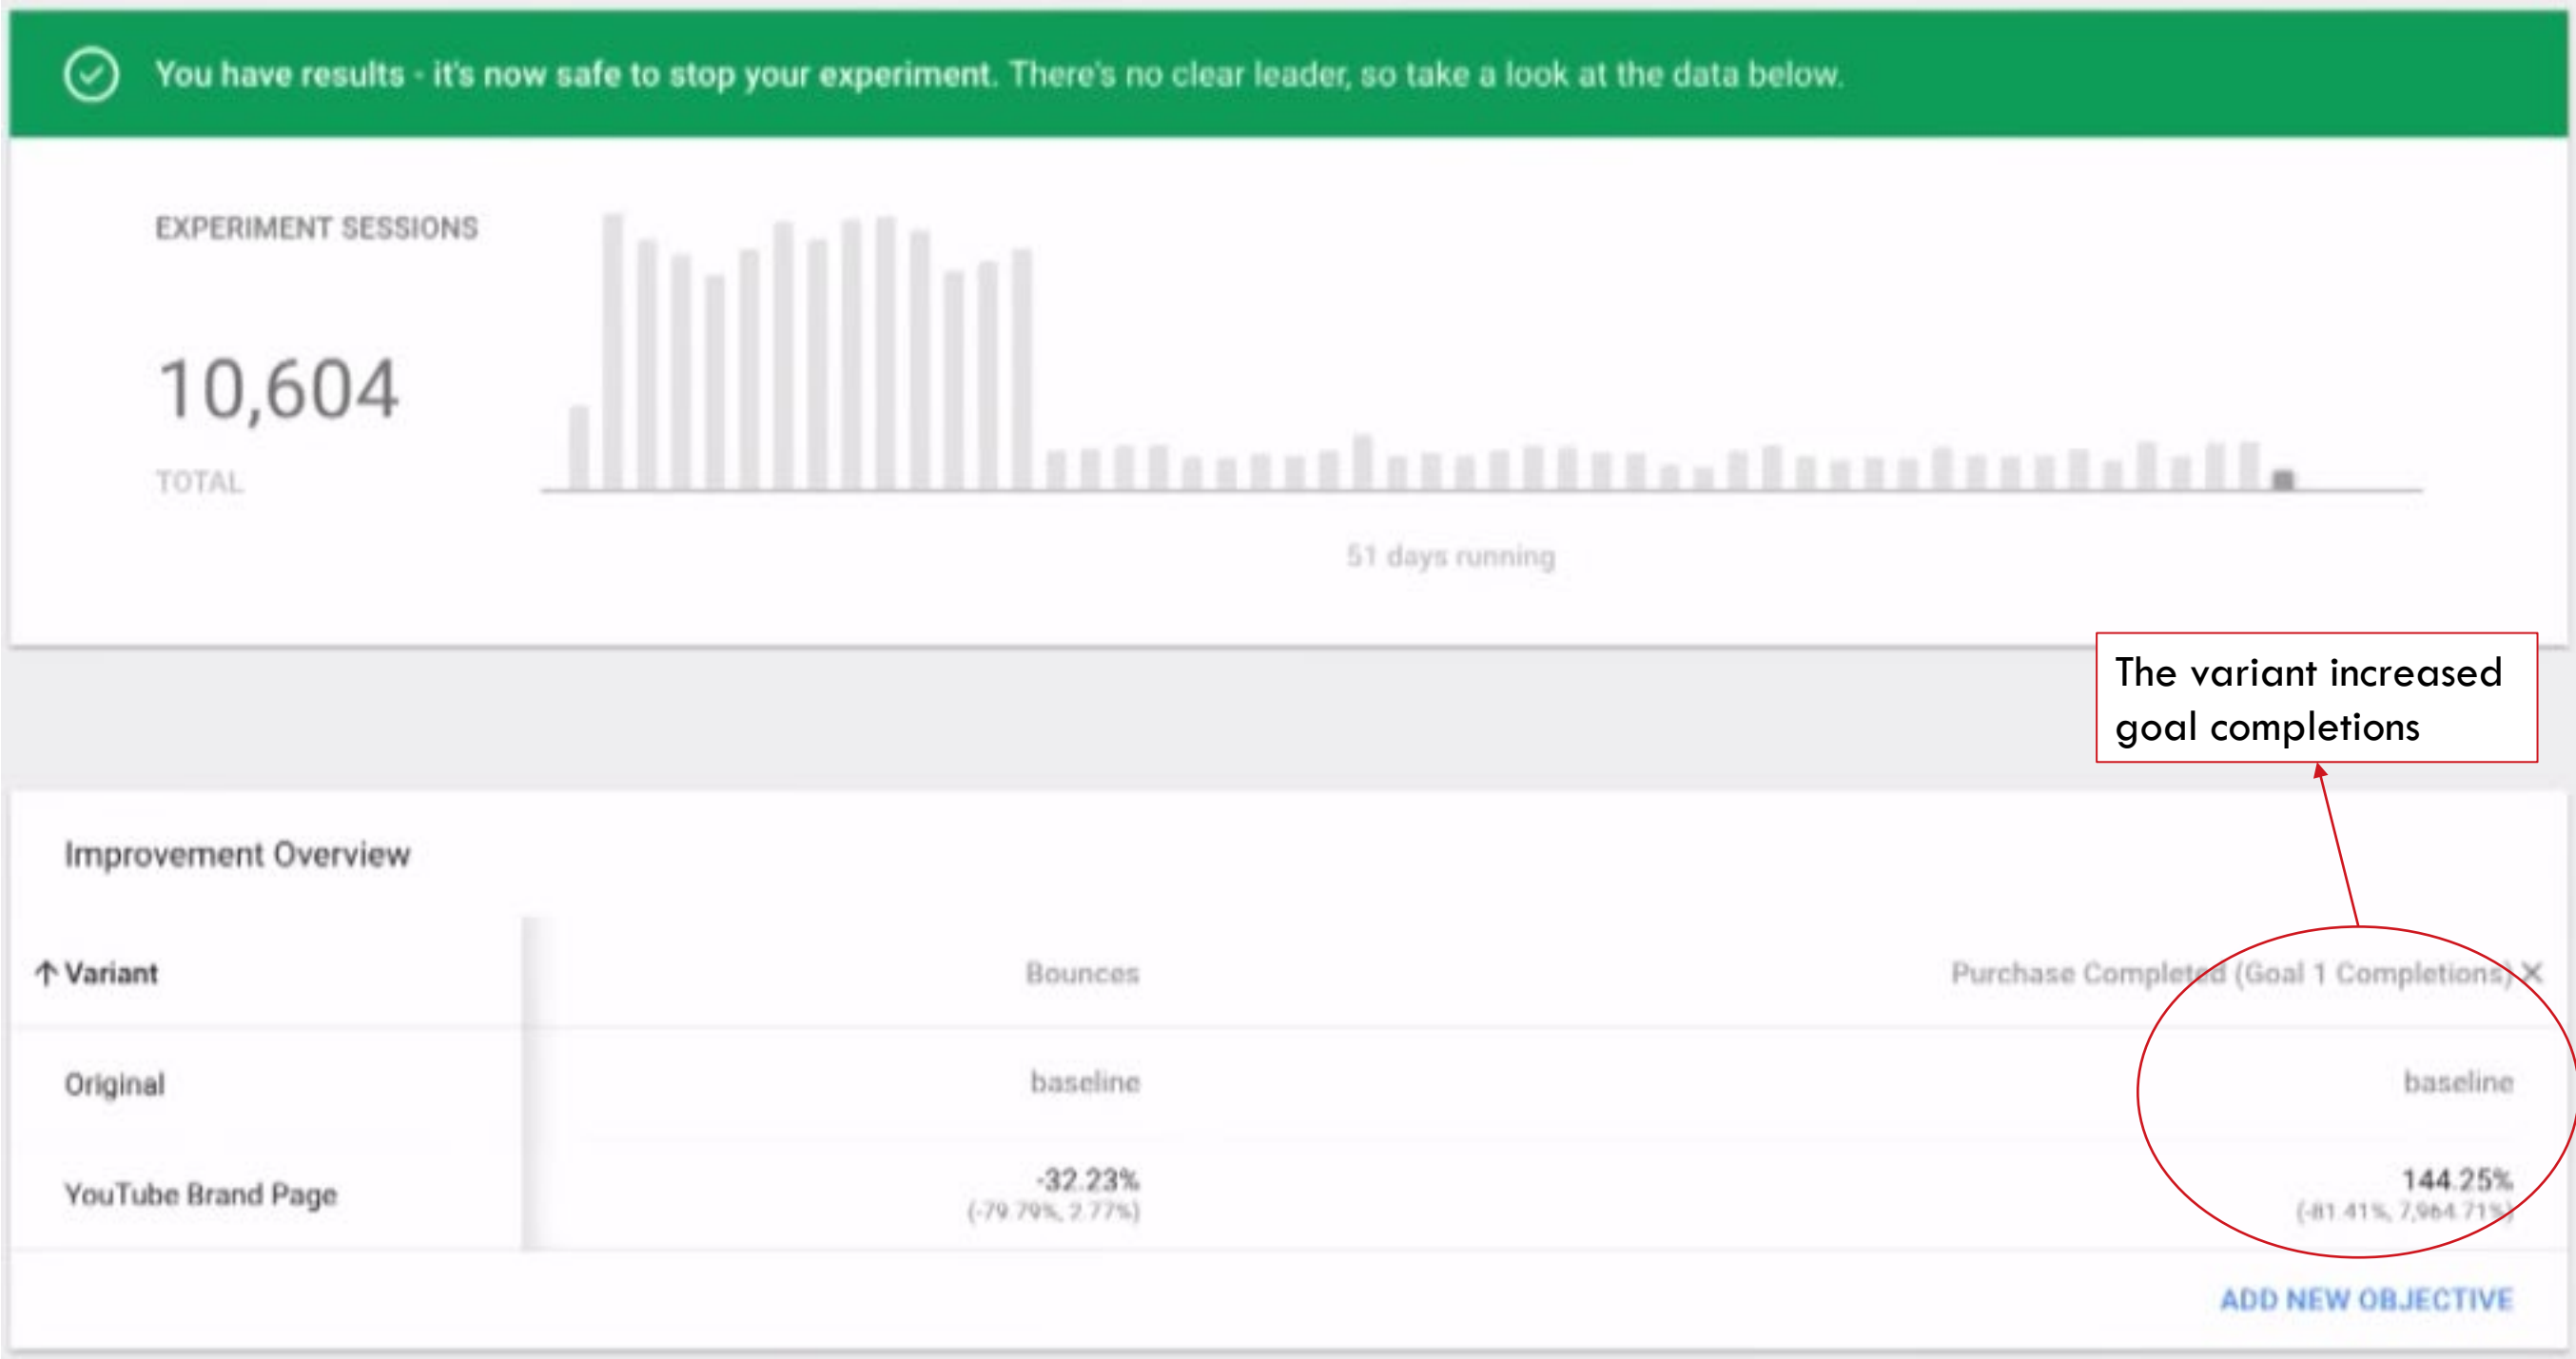 You have results - it's now safe to stop your experiment. There's no clear leader, so take a look at the data below.
EXPERIMENT SESSIONS
10,604
TOTAL
51 days running
The variant increased
goal completions
Improvement Overview
Variant Bounces Purchase Completed (Goal 1 Completions)
Original baseline baseline
YouTube Brand Page -32.23% 144.25%
(-79.79%, 2.77%) (-81.41%, 7,964.71%)
ADD NEW OBJECTIVE